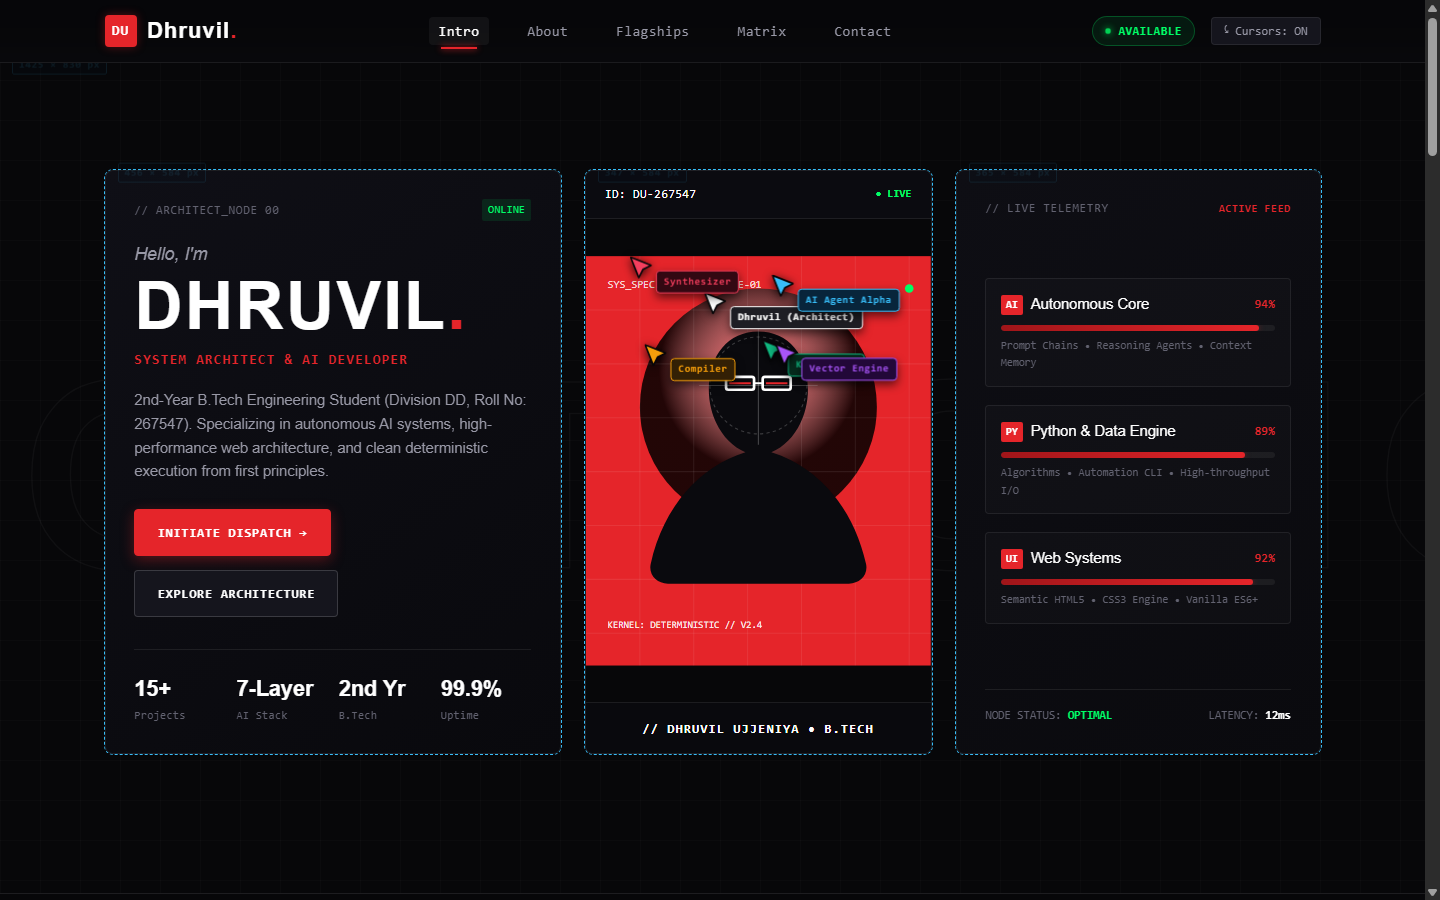 DU Dhruvil.
Intro
About
Flagships
Matrix
Contact
AVAILABLE
Cursors: ON
// ARCHITECT_NODE 00
ONLINE
Hello, I'm
DHRUVIL.
SYSTEM ARCHITECT & AI DEVELOPER
2nd-Year B.Tech Engineering Student (Division DD, Roll No:
267547). Specializing in autonomous AI systems, high-
performance web architecture, and clean deterministic
execution from first principles.
INITIATE DISPATCH →
EXPLORE ARCHITECTURE
15+
Projects
7-Layer
AI Stack
2nd Yr
B.Tech
99.9%
Uptime
ID: DU-267547
• LIVE
SYS_SPEC
E-01
Synthesizer
AI Agent Alpha
Dhruvil (Architect)
Compiler
Vector Engine
KERNEL: DETERMINISTIC // V2.4
// DHRUVIL UJJENIYA • B.TECH
// LIVE TELEMETRY
ACTIVE FEED
AI Autonomous Core
94%
Prompt Chains • Reasoning Agents • Context
Memory
PY Python & Data Engine
89%
Algorithms • Automation CLI • High-throughput
I/O
UI Web Systems
92%
Semantic HTML5 • CSS3 Engine • Vanilla ES6+
NODE STATUS: OPTIMAL
LATENCY: 12ms